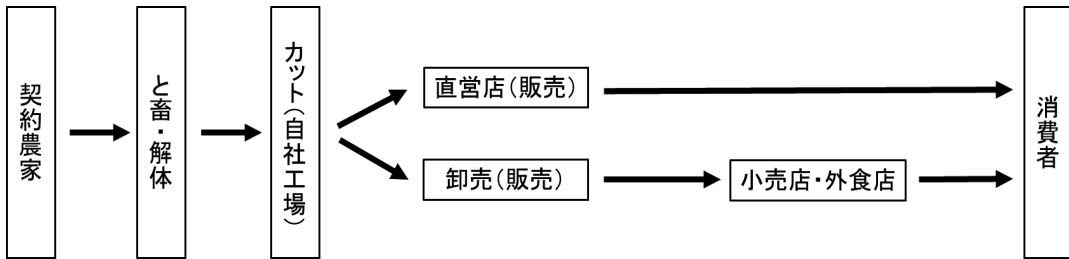 契約農家
と畜・解体
カット(自社工場)
直営店(販売)
卸売(販売)
小売店・外食店
消費者